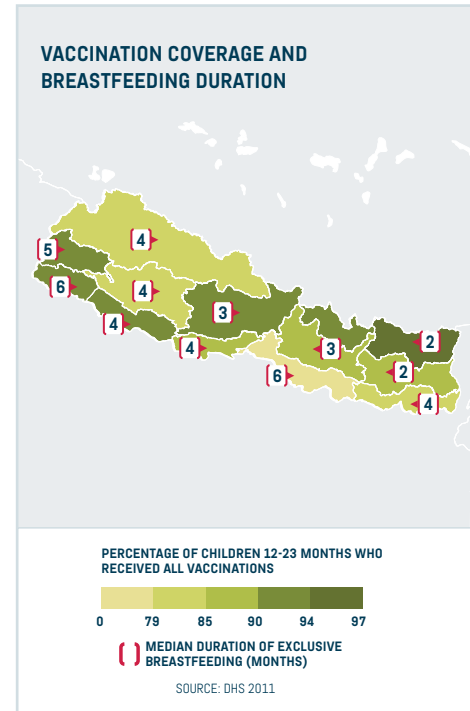 VACCINATION COVERAGE AND
BREASTFEEDING DURATION
5
4
6
4
4
3
4
3
6
2
2
4
PERCENTAGE OF CHILDREN 12-23 MONTHS WHO
RECEIVED ALL VACCINATIONS
0 79 85 90 94 97
MEDIAN DURATION OF EXCLUSIVE
BREASTFEEDING (MONTHS)
SOURCE: DHS 2011